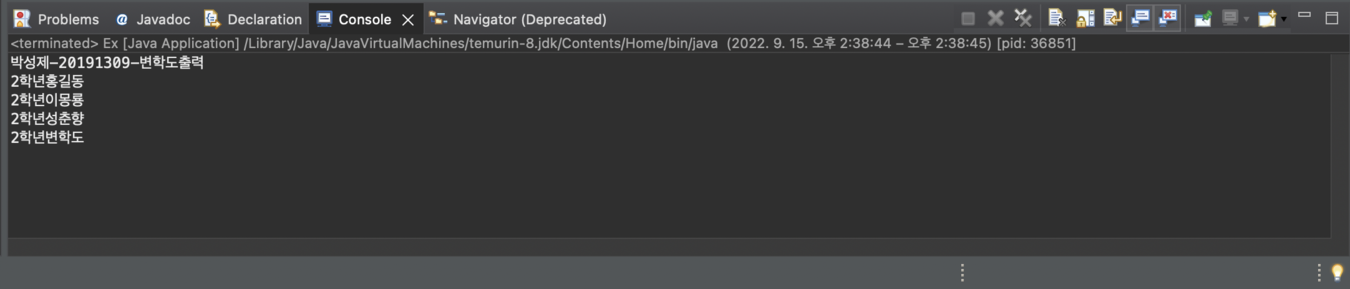 Problems @ Javadoc Declaration Console Navigator (Deprecated)
<terminated> Ex [Java Application] /Library/Java/JavaVirtualMachines/temurin-8.jdk/Contents/Home/bin/java (2022. 9. 15. 오후 2:38:44 – 오후 2:38:45) [pid: 36851]
박성제-20191309-변학도출력
2학년홍길동
2학년이몽룡
2학년성춘향
2학년변학도